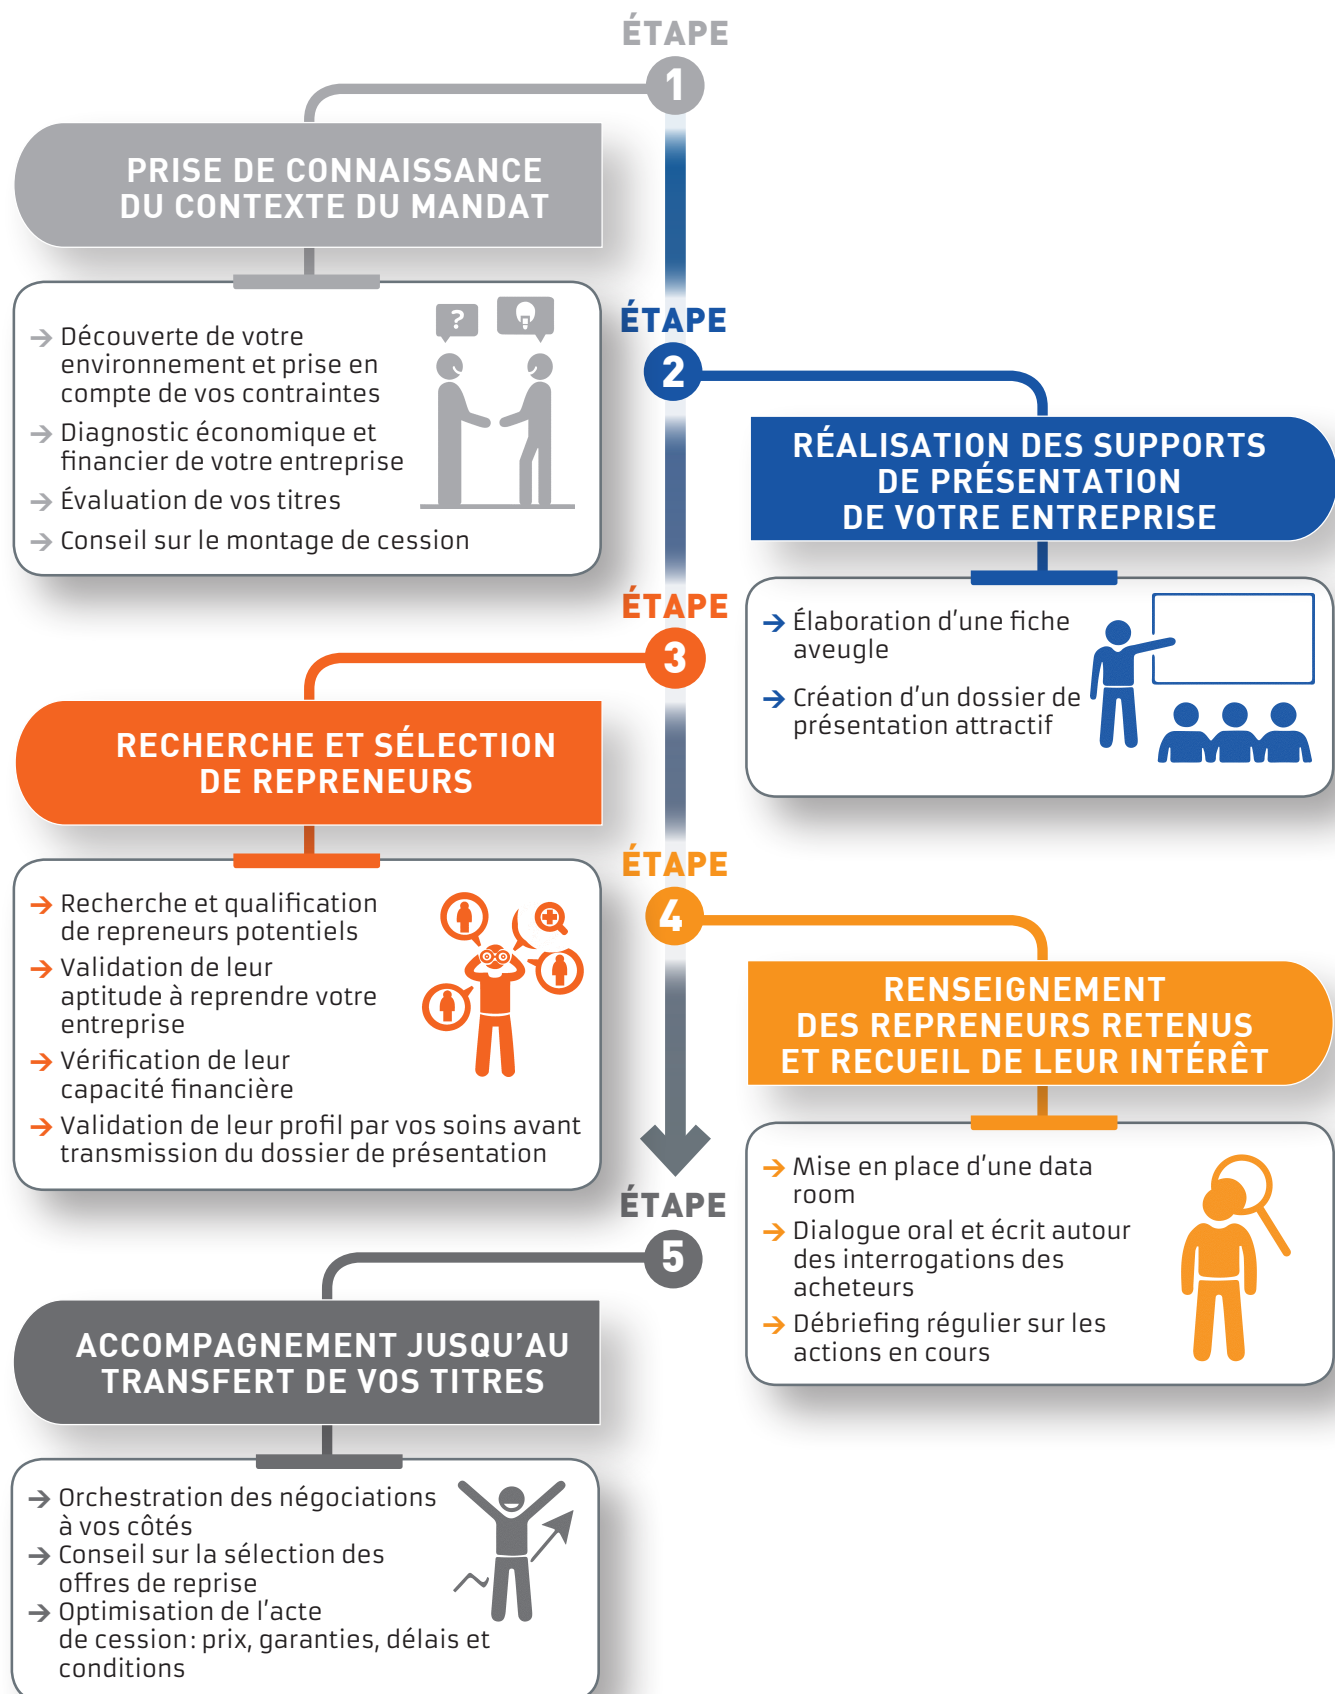 ÉTAPE
1
PRISE DE CONNAISSANCE
DU CONTEXTE DU MANDAT
?
→ Découverte de votre
environnement et prise en
compte de vos contraintes
→ Diagnostic économique et
financier de votre entreprise
→ Évaluation de vos titres
→ Conseil sur le montage de cession
ÉTAPE
2
RÉALISATION DES SUPPORTS
DE PRÉSENTATION
DE VOTRE ENTREPRISE
→ Élaboration d’une fiche
aveugle
→ Création d’un dossier de
présentation attractif
ÉTAPE
3
RECHERCHE ET SÉLECTION
DE REPRENEURS
→ Recherche et qualification
de repreneurs potentiels
→ Validation de leur
aptitude à reprendre votre
entreprise
→ Vérification de leur
capacité financière
→ Validation de leur profil par vos soins avant
transmission du dossier de présentation
ÉTAPE
4
RENSEIGNEMENT
DES REPRENEURS RETENUS
ET RECUEIL DE LEUR INTÉRÊT
→ Mise en place d’une data
room
→ Dialogue oral et écrit autour
des interrogations des
acheteurs
→ Débriefing régulier sur les
actions en cours
ÉTAPE
5
ACCOMPAGNEMENT JUSQU’AU
TRANSFERT DE VOS TITRES
→ Orchestration des négociations
à vos côtés
→ Conseil sur la sélection des
offres de reprise
→ Optimisation de l’acte
de cession : prix, garanties, délais et
conditions